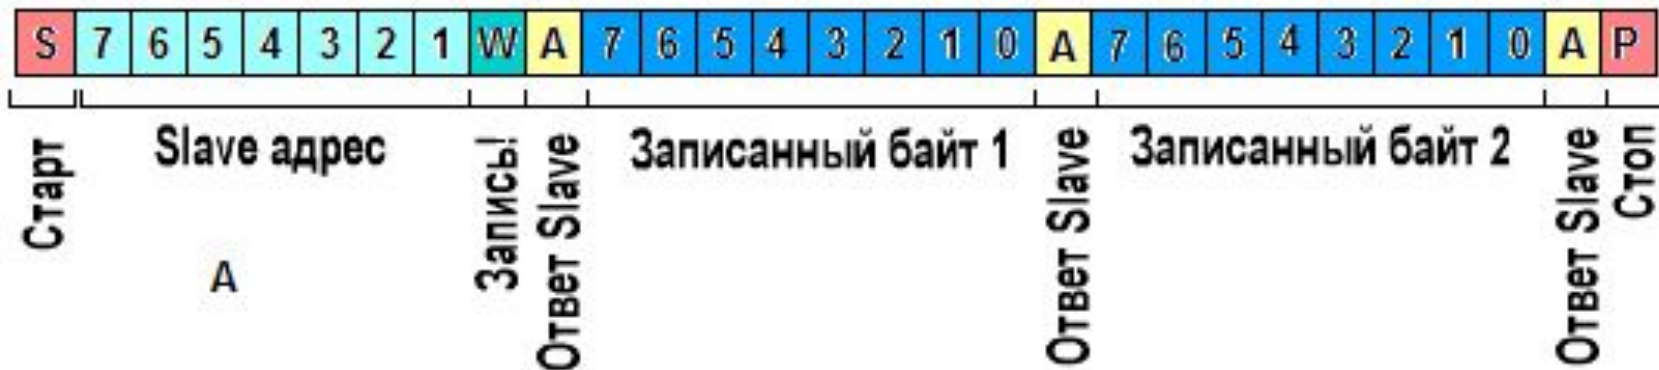 S 7 6 5 4 3 2 1 W A 7 6 5 4 3 2 1 0 A 7 6 5 4 3 2 1 0 A P
Старт
Slave адрес
Запись!
Ответ Slave
Записанный байт 1
Ответ Slave
Записанный байт 2
Ответ Slave
Стоп
A